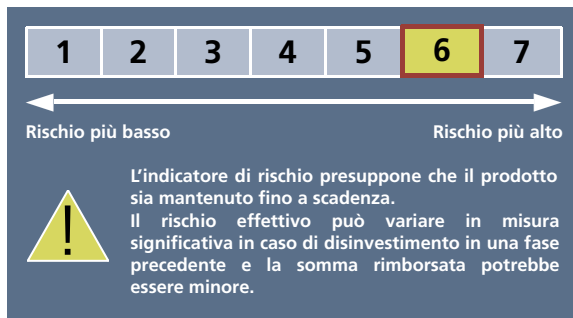 1 2 3 4 5 6 7
Rischio più basso Rischio più alto
L'indicatore di rischio presuppone che il prodotto
sia mantenuto fino a scadenza.
Il rischio effettivo può variare in misura
significativa in caso di disinvestimento in una fase
precedente e la somma rimborsata potrebbe
essere minore.
!